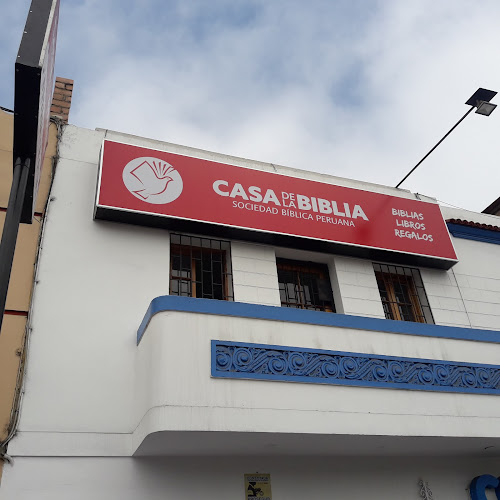 CASA DE LA BIBLIA
SOCIEDAD BÍBLICA PERUANA
BIBLIAS
LIBROS
REGALOS